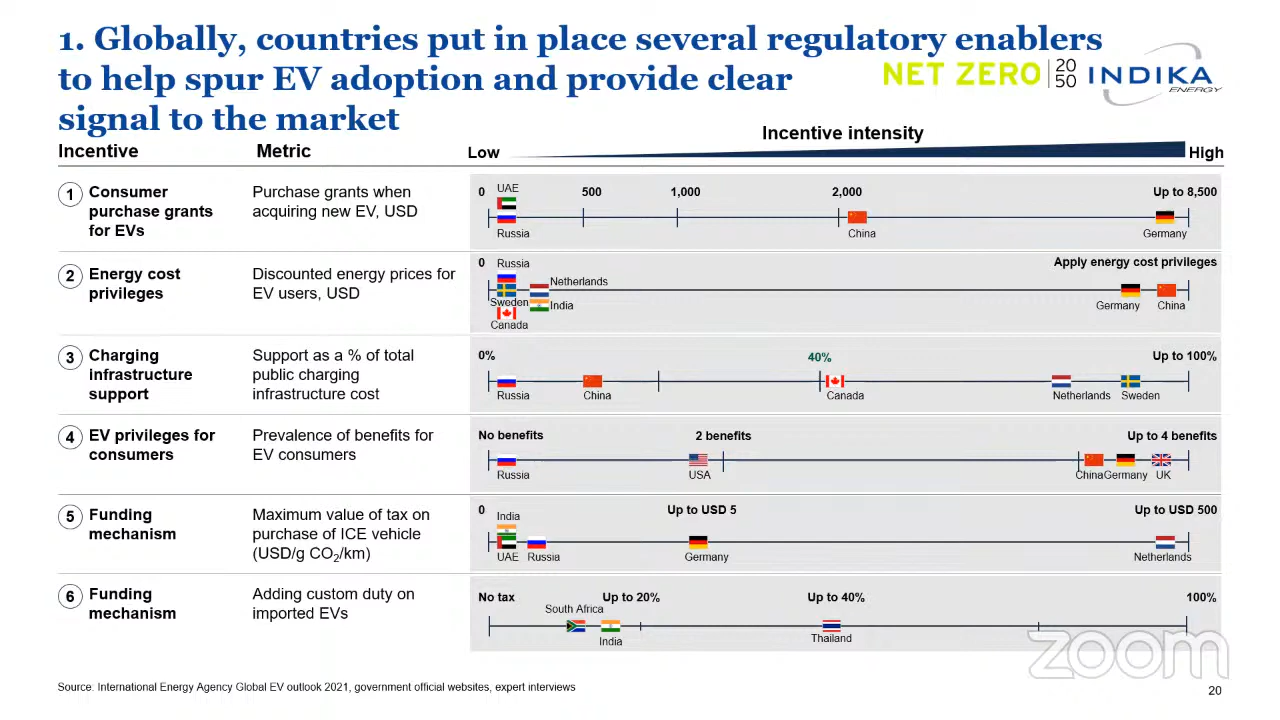 1. Globally, countries put in place several regulatory enablers
to help spur EV adoption and provide clear
signal to the market
NET ZERO 20
50
INDIKA
ENERGY
Incentive intensity
Incentive Metric Low High
1 Consumer
purchase grants
for EVs
Purchase grants when
acquiring new EV, USD
0 UAE 500 1,000 2,000 Up to 8,500
Russia China Germany
2 Energy cost
privileges
Discounted energy prices for
EV users, USD
0 Russia Apply energy cost privileges
Netherlands
Sweden India Germany China
Canada
3 Charging
infrastructure
support
Support as a % of total
public charging
infrastructure cost
0% 40% Up to 100%
Russia China Canada Netherlands Sweden
4 EV privileges for
consumers
Prevalence of benefits for
EV consumers
No benefits 2 benefits Up to 4 benefits
Russia USA China Germany UK
5 Funding
mechanism
Maximum value of tax on
purchase of ICE vehicle
(USD/g CO2/km)
0 India Up to USD 5 Up to USD 500
UAE Russia Germany Netherlands
6 Funding
mechanism
Adding custom duty on
imported EVs
No tax Up to 20% Up to 40% 100%
South Africa
India Thailand
zoom
Source: International Energy Agency Global EV outlook 2021, government official websites, expert interviews
20